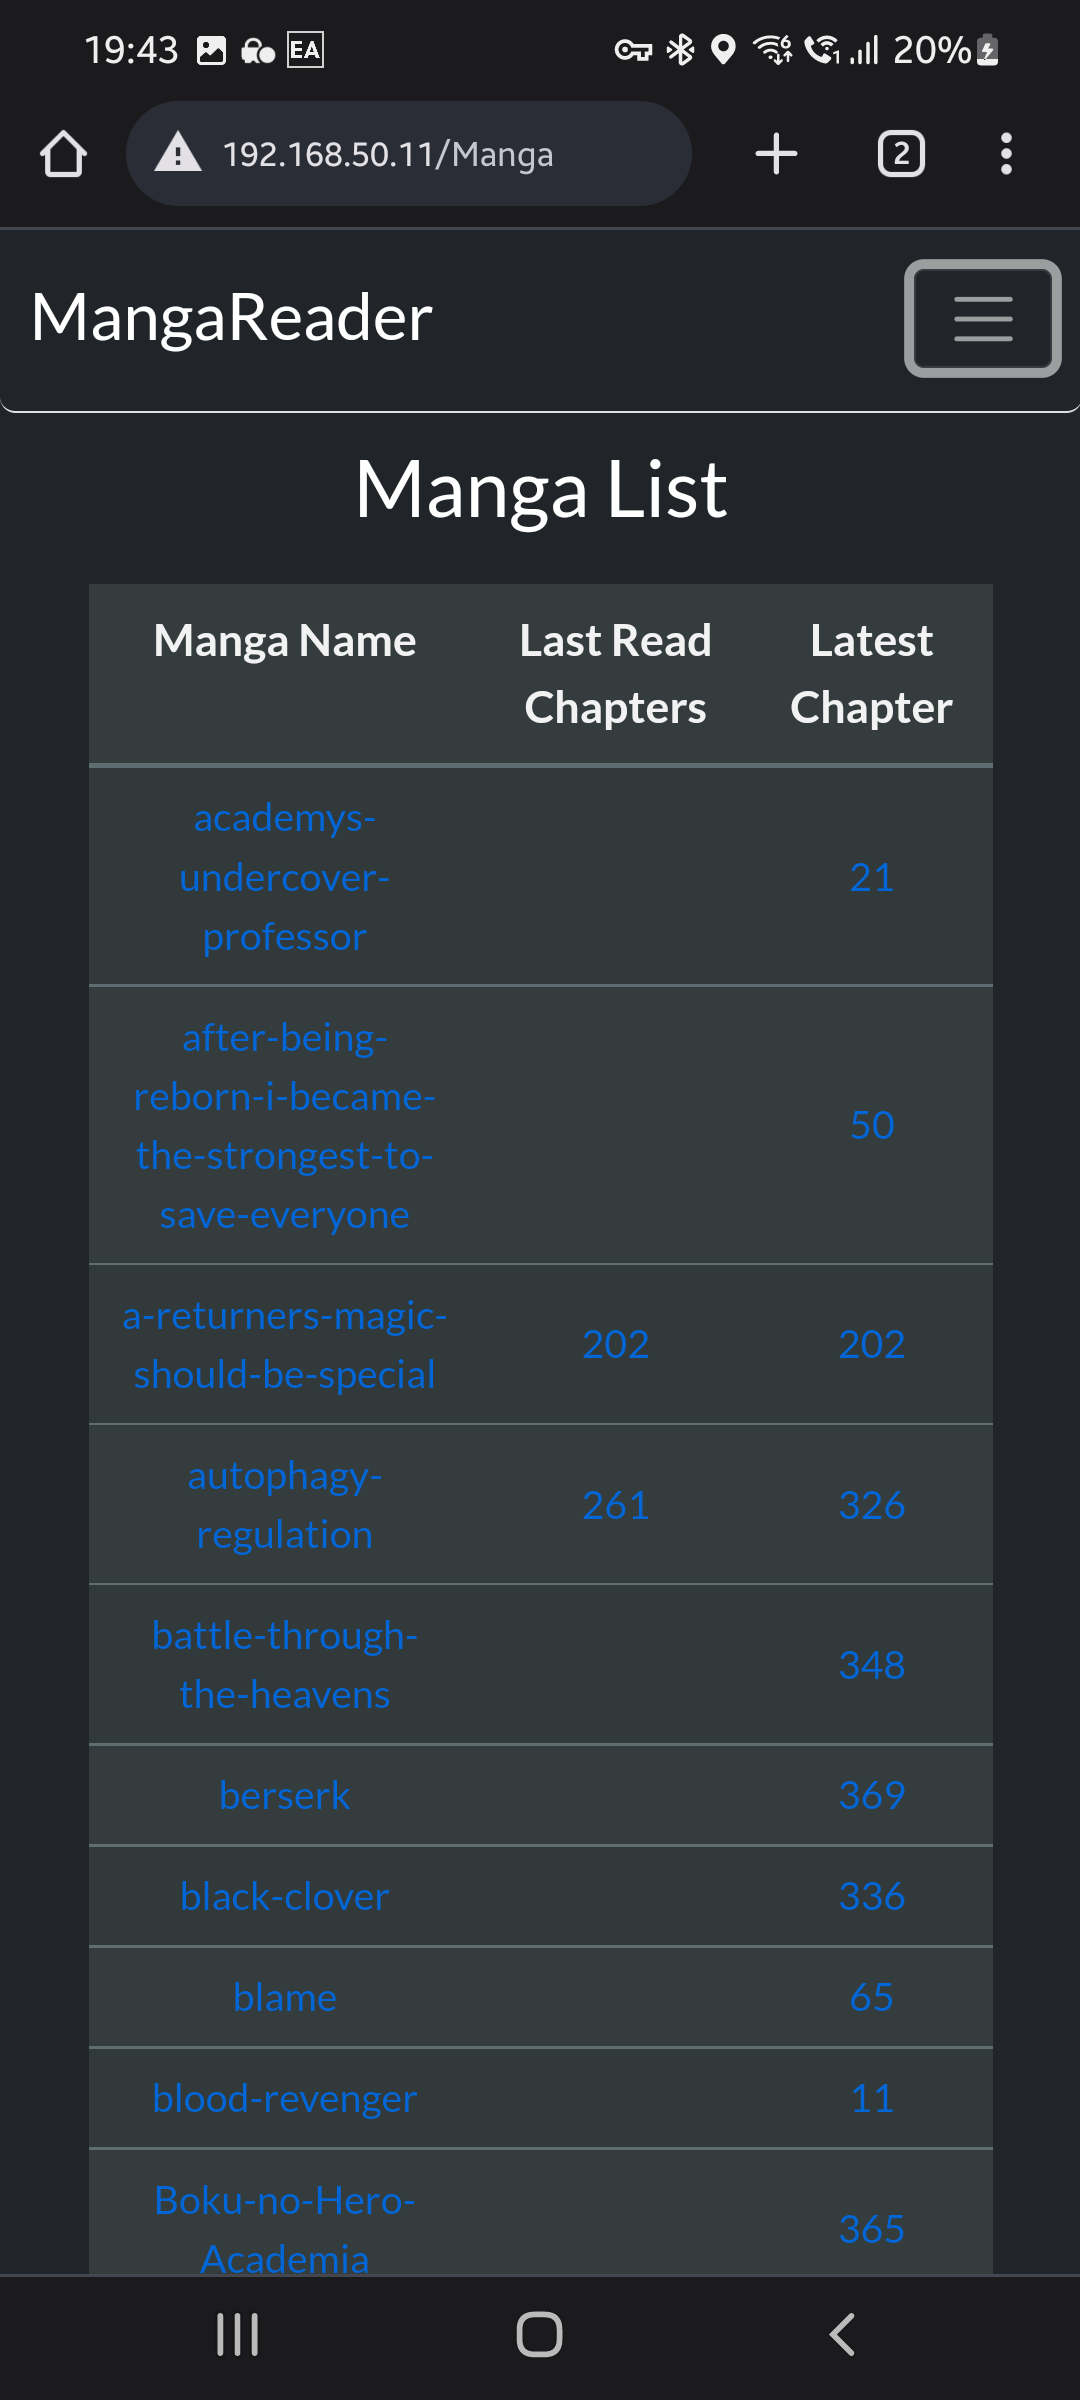 19:43 EA 6 1 20%
192.168.50.11/Manga 2
MangaReader
Manga List
Manga Name Last Read Latest
Chapters Chapter
academys-
undercover- 21
professor
after-being-
reborn-i-became-
50
the-strongest-to-
save-everyone
a-returners-magic-
202 202
should-be-special
autophagy-
261 326
regulation
battle-through-
348
the-heavens
berserk 369
black-clover 336
blame 65
blood-revenger 11
Boku-no-Hero-
365
Academia